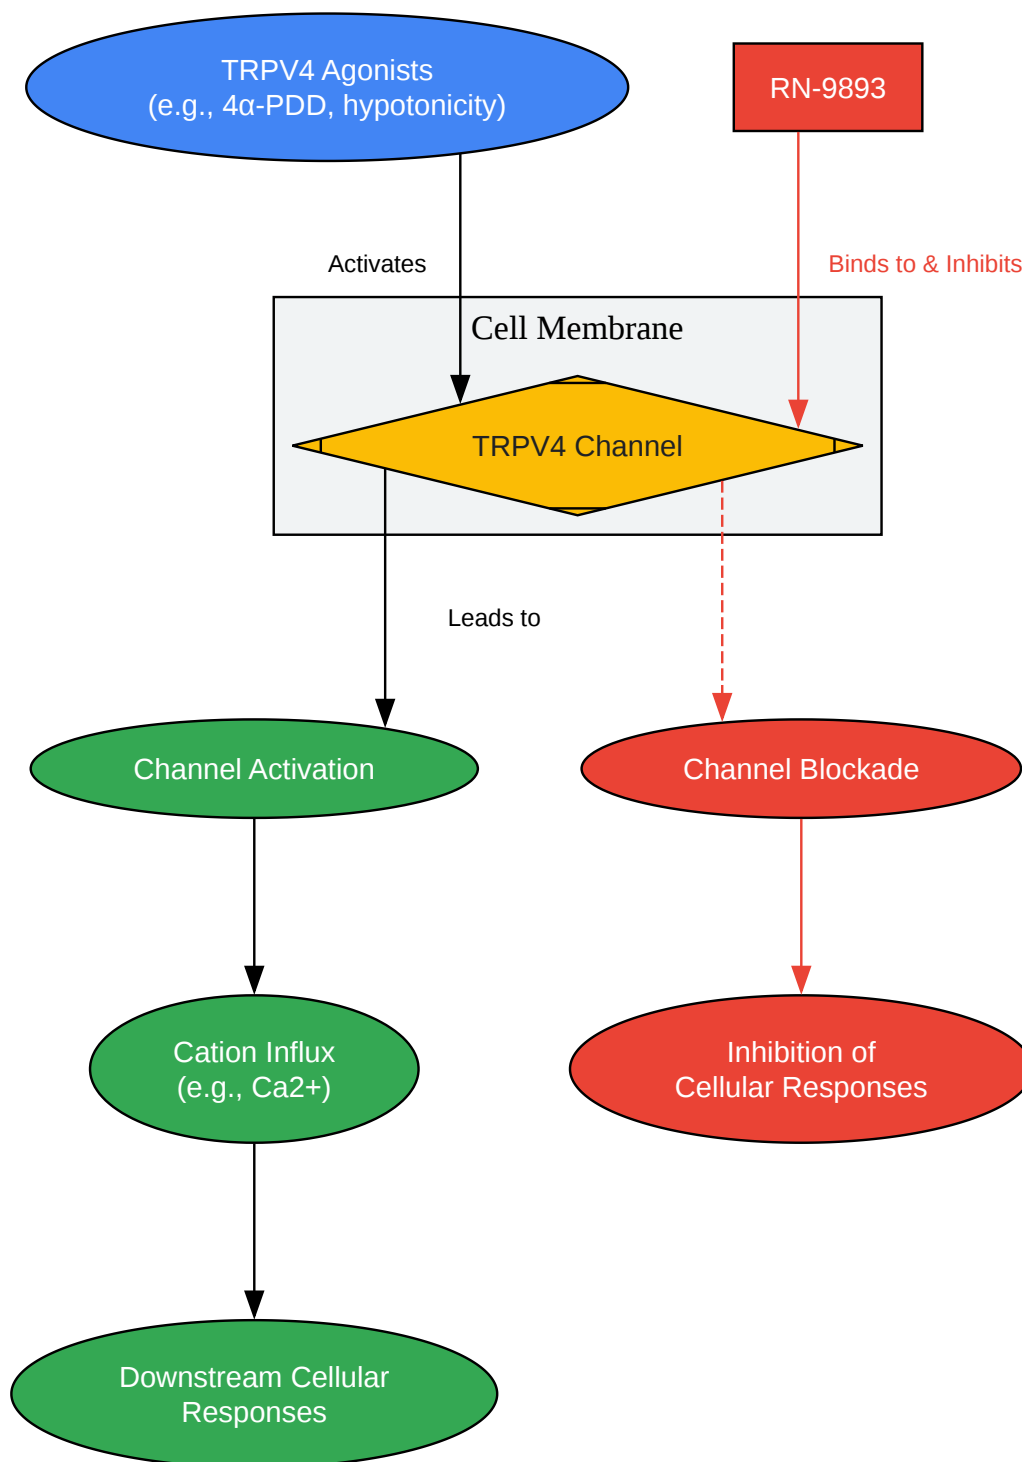 TRPV4 Agonists
(e.g., 4α-PDD, hypotonicity)
RN-9893
Activates
Binds to & Inhibits
Cell Membrane
TRPV4 Channel
Leads to
Channel Activation
Channel Blockade
Cation Influx
(e.g., Ca2+)
Inhibition of
Cellular Responses
Downstream Cellular
Responses